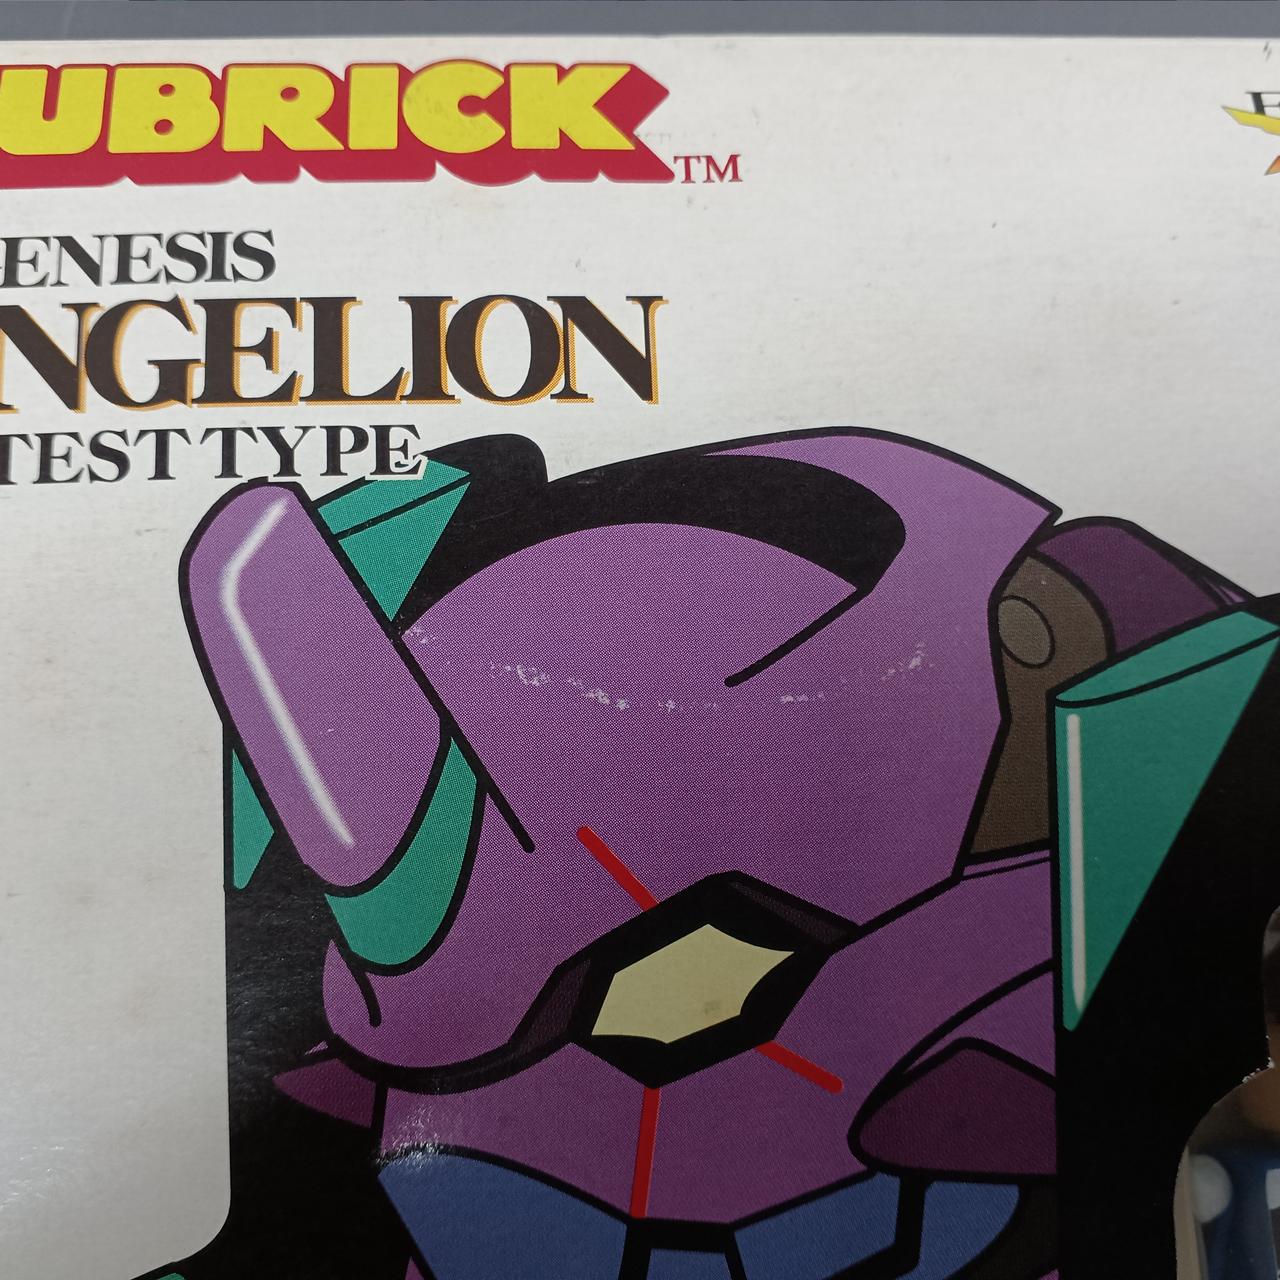 UBRICK TM
ENESIS
NGELION
TEST TYPE